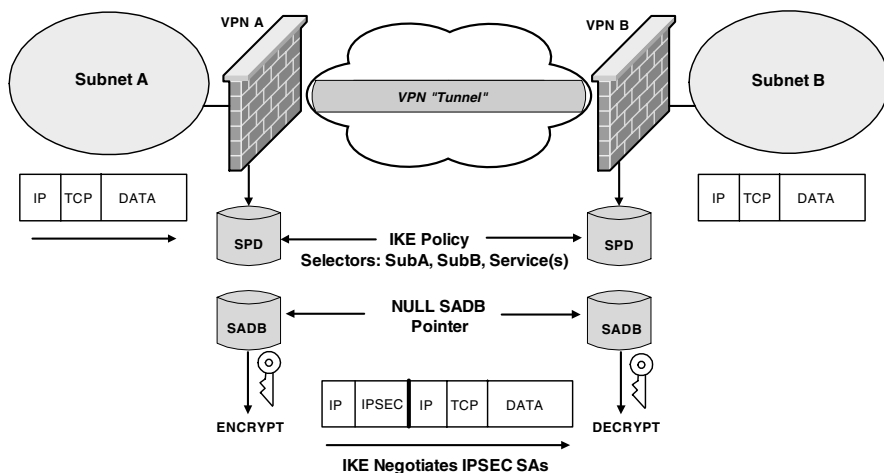 VPN A
VPN B
Subnet A
VPN "Tunnel"
Subnet B
IP TCP DATA
IP TCP DATA
SPD
IKE Policy
Selectors: SubA, SubB, Service(s)
SPD
SADB
NULL SADB
Pointer
SADB
IP IPSEC IP TCP DATA
ENCRYPT
DECRYPT
IKE Negotiates IPSEC SAs